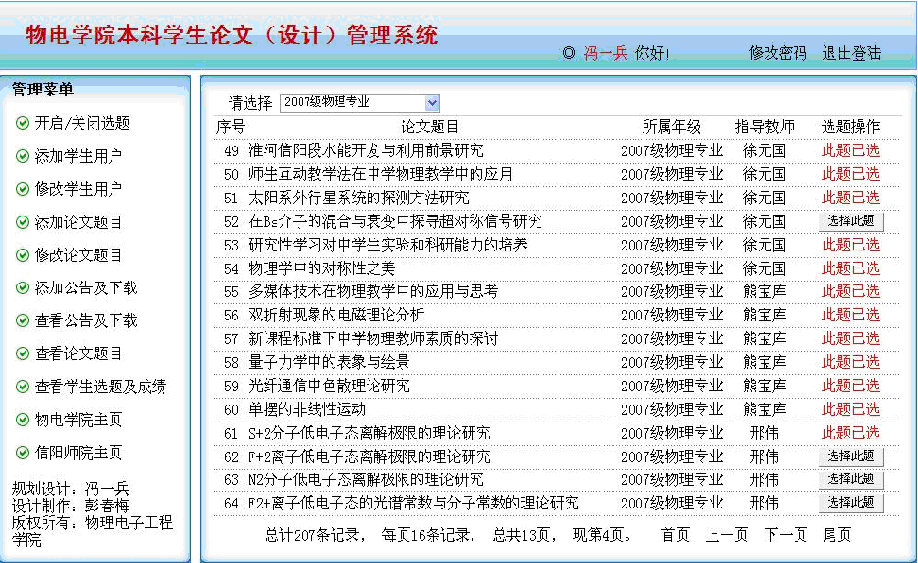 物电学院本科学生论文（设计）管理系统
◎ 冯一兵 你好! 修改密码 退出登陆
管理菜单
开启/关闭选题
添加学生用户
修改学生用户
添加论文题目
修改论文题目
添加公告及下载
查看公告及下载
查看论文题目
查看学生选题及成绩
物电学院主页
信阳师院主页
规划设计：冯一兵
设计制作：彭春梅
版权所有：物理电子工程
学院
请选择 2007级物理专业
序号 论文题目 所属年级 指导教师 选题操作
49 淮河信阳段水能开发与利用前景研究 2007级物理专业 徐元国 此题已选
50 师生互动教学法在中学物理教学中的应用 2007级物理专业 徐元国 此题已选
51 太阳系外行星系统的探测方法研究 2007级物理专业 徐元国 此题已选
52 在Bs介子的混合与衰变中探寻超对称信号研究 2007级物理专业 徐元国 选择此题
53 研究性学习对中学生实验和科研能力的培养 2007级物理专业 徐元国 此题已选
54 物理学中的对称性之美 2007级物理专业 徐元国 此题已选
55 多媒体技术在物理教学中的应用与思考 2007级物理专业 熊宝库 此题已选
56 双折射现象的电磁理论分析 2007级物理专业 熊宝库 此题已选
57 新课程标准下中学物理教师素质的探讨 2007级物理专业 熊宝库 此题已选
58 量子力学中的表象与绘景 2007级物理专业 熊宝库 此题已选
59 光纤通信中色散理论研究 2007级物理专业 熊宝库 此题已选
60 单摆的非线性运动 2007级物理专业 熊宝库 此题已选
61 S+2分子低电子态离解极限的理论研究 2007级物理专业 邢伟 此题已选
62 F+2离子低电子态离解极限的理论研究 2007级物理专业 邢伟 选择此题
63 N2分子低电子态离解极限的理论研究 2007级物理专业 邢伟 选择此题
64 F2+离子低电子态的光谱常数与分子常数的理论研究 2007级物理专业 邢伟 选择此题
总计207条记录， 每页16条记录， 总共13页， 现第4页。 首页 上一页 下一页 尾页